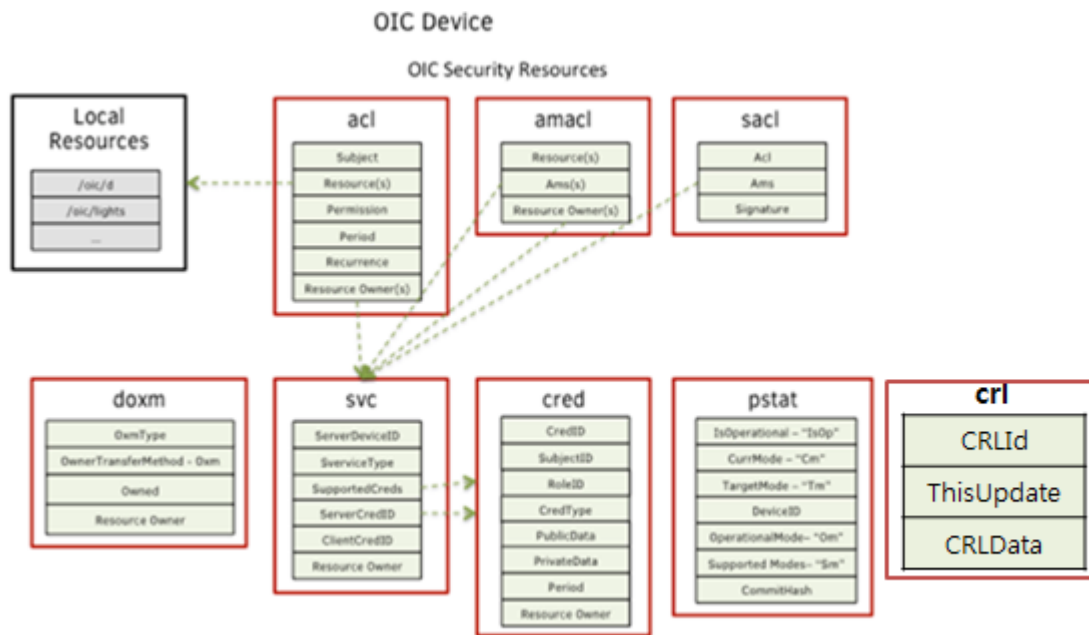 OIC Device
OIC Security Resources
Local
Resources
/oic/d
/oic/lights
...
acl
Subject
Resource(s)
Permission
Period
Recurrence
Resource Owner(s)
amacl
Resource(s)
Ams(s)
Resource Owner(s)
sacl
Acl
Ams
Signature
doxm
OxmType
OwnerTransferMethod - Oxm
Owned
Resource Owner
svc
ServerDeviceID
SverviceType
SupportedCreds
ServerCredID
ClientCredID
Resource Owner
cred
CredID
SubjectID
RoleID
CredType
PublicData
PrivateData
Period
Resource Owner
pstat
IsOperational – "IsOp"
CurrMode – "Cm"
TargetMode – "Tm"
DeviceID
OperationalMode– "Om"
Supported Modes– "Sm"
CommitHash
crl
CRLId
ThisUpdate
CRLData